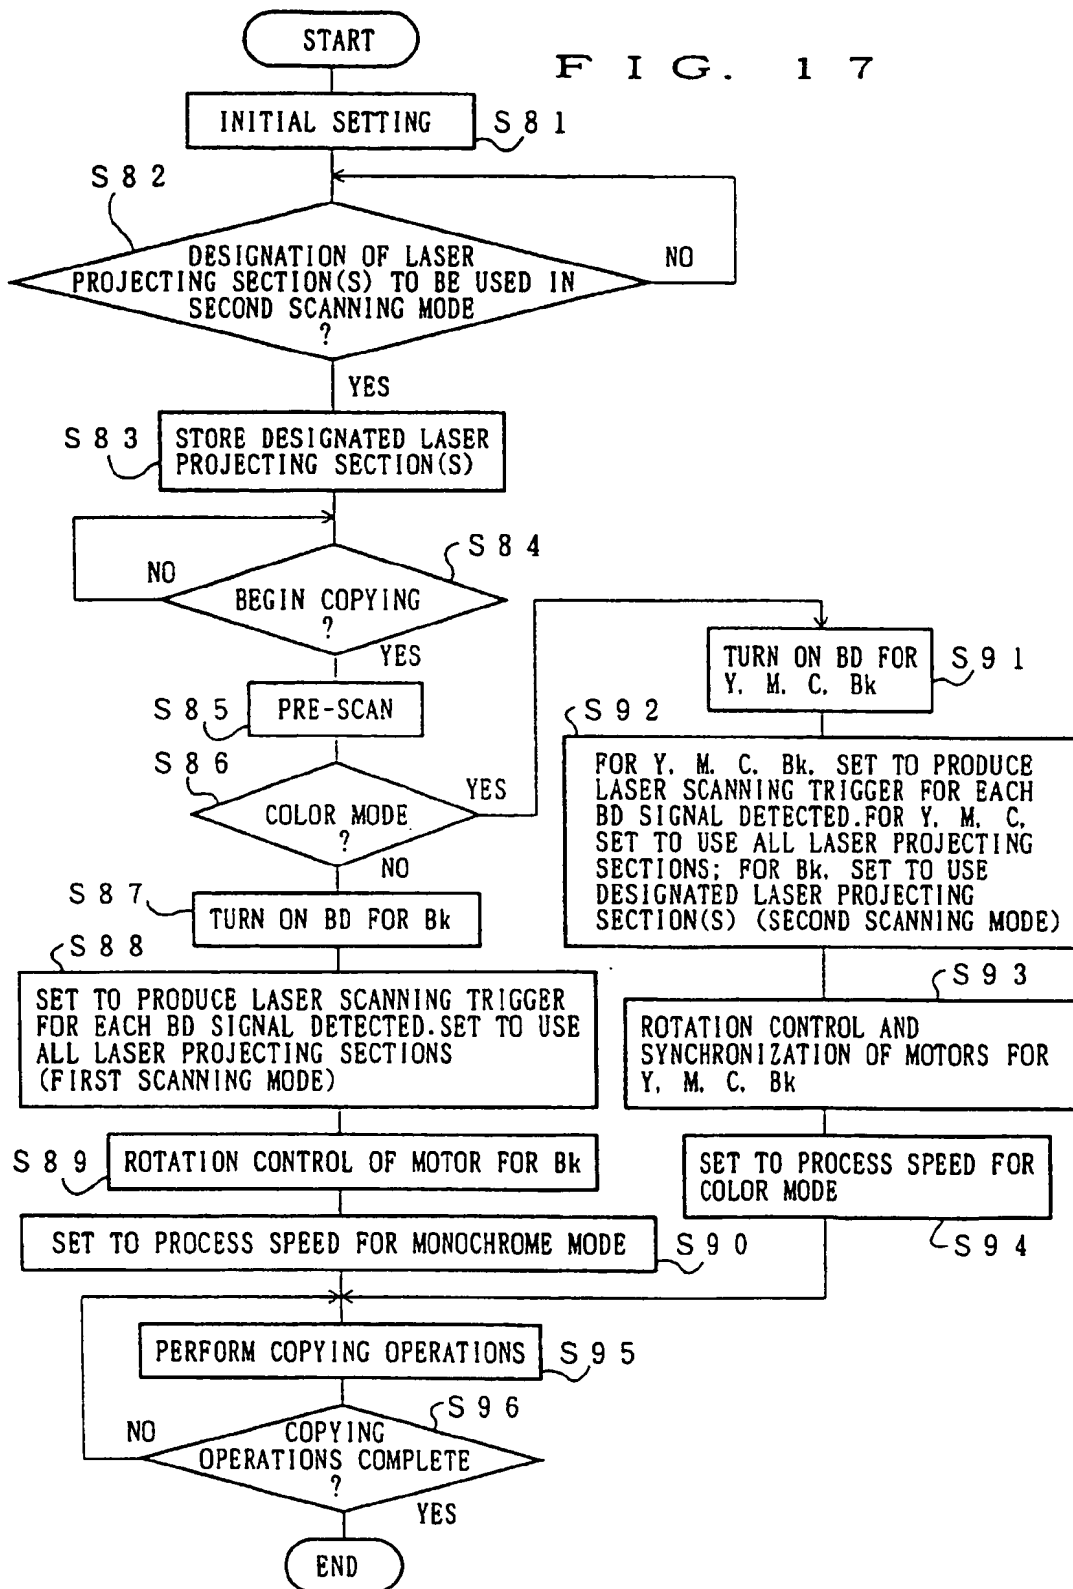 START
F I G. 1 7
INITIAL SETTING
S 8 1
S 8 2
DESIGNATION OF LASER
PROJECTING SECTION(S) TO BE USED IN
SECOND SCANNING MODE
?
NO
YES
S 8 3
STORE DESIGNATED LASER
PROJECTING SECTION(S)
S 8 4
NO
BEGIN COPYING
?
YES
S 8 5
PRE-SCAN
S 8 6
COLOR MODE
?
YES
NO
S 8 7
TURN ON BD FOR Bk
S 8 8
SET TO PRODUCE LASER SCANNING TRIGGER
FOR EACH BD SIGNAL DETECTED.SET TO USE
ALL LASER PROJECTING SECTIONS
(FIRST SCANNING MODE)
S 8 9
ROTATION CONTROL OF MOTOR FOR Bk
SET TO PROCESS SPEED FOR MONOCHROME MODE
S 9 0
TURN ON BD FOR
Y. M. C. Bk
S 9 1
S 9 2
FOR Y. M. C. Bk. SET TO PRODUCE
LASER SCANNING TRIGGER FOR EACH
BD SIGNAL DETECTED.FOR Y. M. C.
SET TO USE ALL LASER PROJECTING
SECTIONS; FOR Bk. SET TO USE
DESIGNATED LASER PROJECTING
SECTION(S) (SECOND SCANNING MODE)
S 9 3
ROTATION CONTROL AND
SYNCHRONIZATION OF MOTORS FOR
Y. M. C. Bk
SET TO PROCESS SPEED FOR
COLOR MODE
S 9 4
PERFORM COPYING OPERATIONS
S 9 5
S 9 6
NO
COPYING
OPERATIONS COMPLETE
?
YES
END